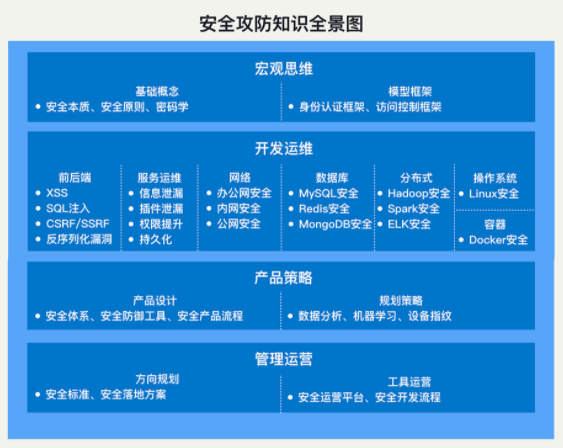 安全攻防知识全景图
宏观思维
基础概念
• 安全本质、安全原则、密码学
模型框架
• 身份认证框架、访问控制框架
开发运维
前后端
• XSS
• SQL注入
• CSRF/SSRF
• 反序列化漏洞
服务运维
• 信息泄漏
• 插件泄漏
• 权限提升
• 持久化
网络
• 办公网安全
• 内网安全
• 公网安全
数据库
• MySQL安全
• Redis安全
• MongoDB安全
分布式
• Hadoop安全
• Spark安全
• ELK安全
操作系统
• Linux安全
容器
• Docker安全
产品策略
产品设计
• 安全体系、安全防御工具、安全产品流程
规划策略
• 数据分析、机器学习、设备指纹
管理运营
方向规划
• 安全标准、安全落地方案
工具运营
• 安全运营平台、安全开发流程